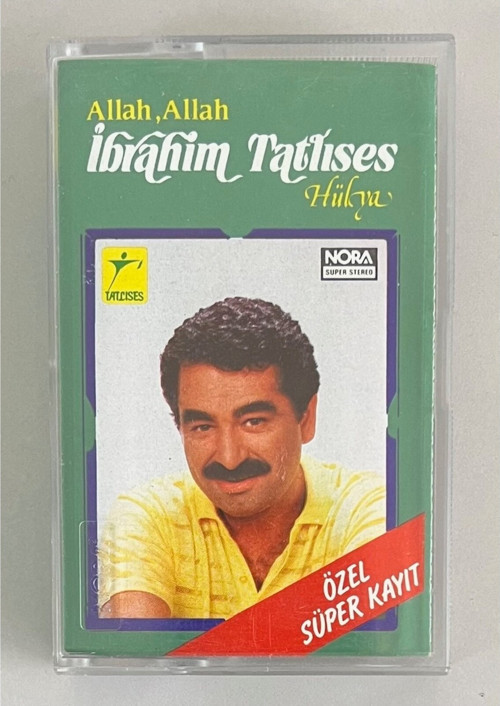 Allah, Allah
İbrahim Tatlıses
Hülya
TATLISES
NORA
SUPER STEREO
ÖZEL
SÜPER KAYIT